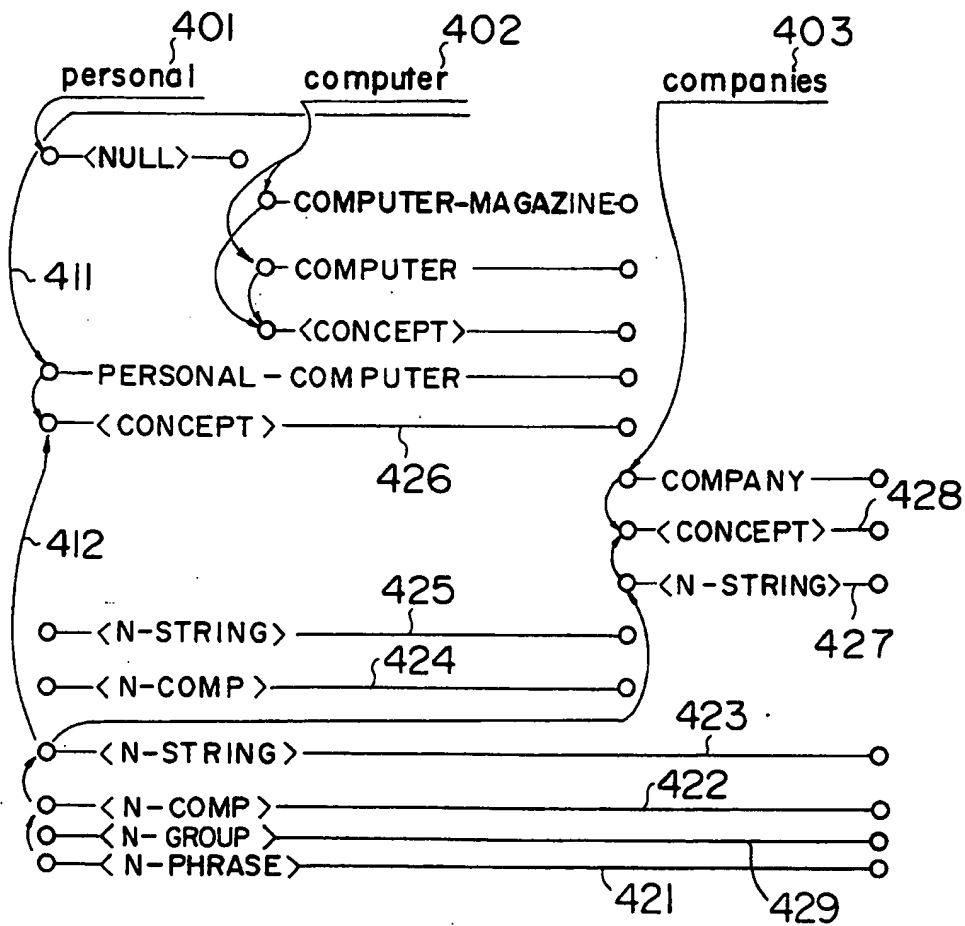 401 402 403
personal computer companies
<NULL>
COMPUTER-MAGAZINE
COMPUTER
411
<CONCEPT>
PERSONAL-COMPUTER
<CONCEPT>
426
COMPANY
428
<CONCEPT>
412
<N-STRING>
425
427
<N-STRING>
424
<N-COMP>
423
<N-STRING>
422
<N-COMP>
<N-GROUP>
<N-PHRASE>
421
429